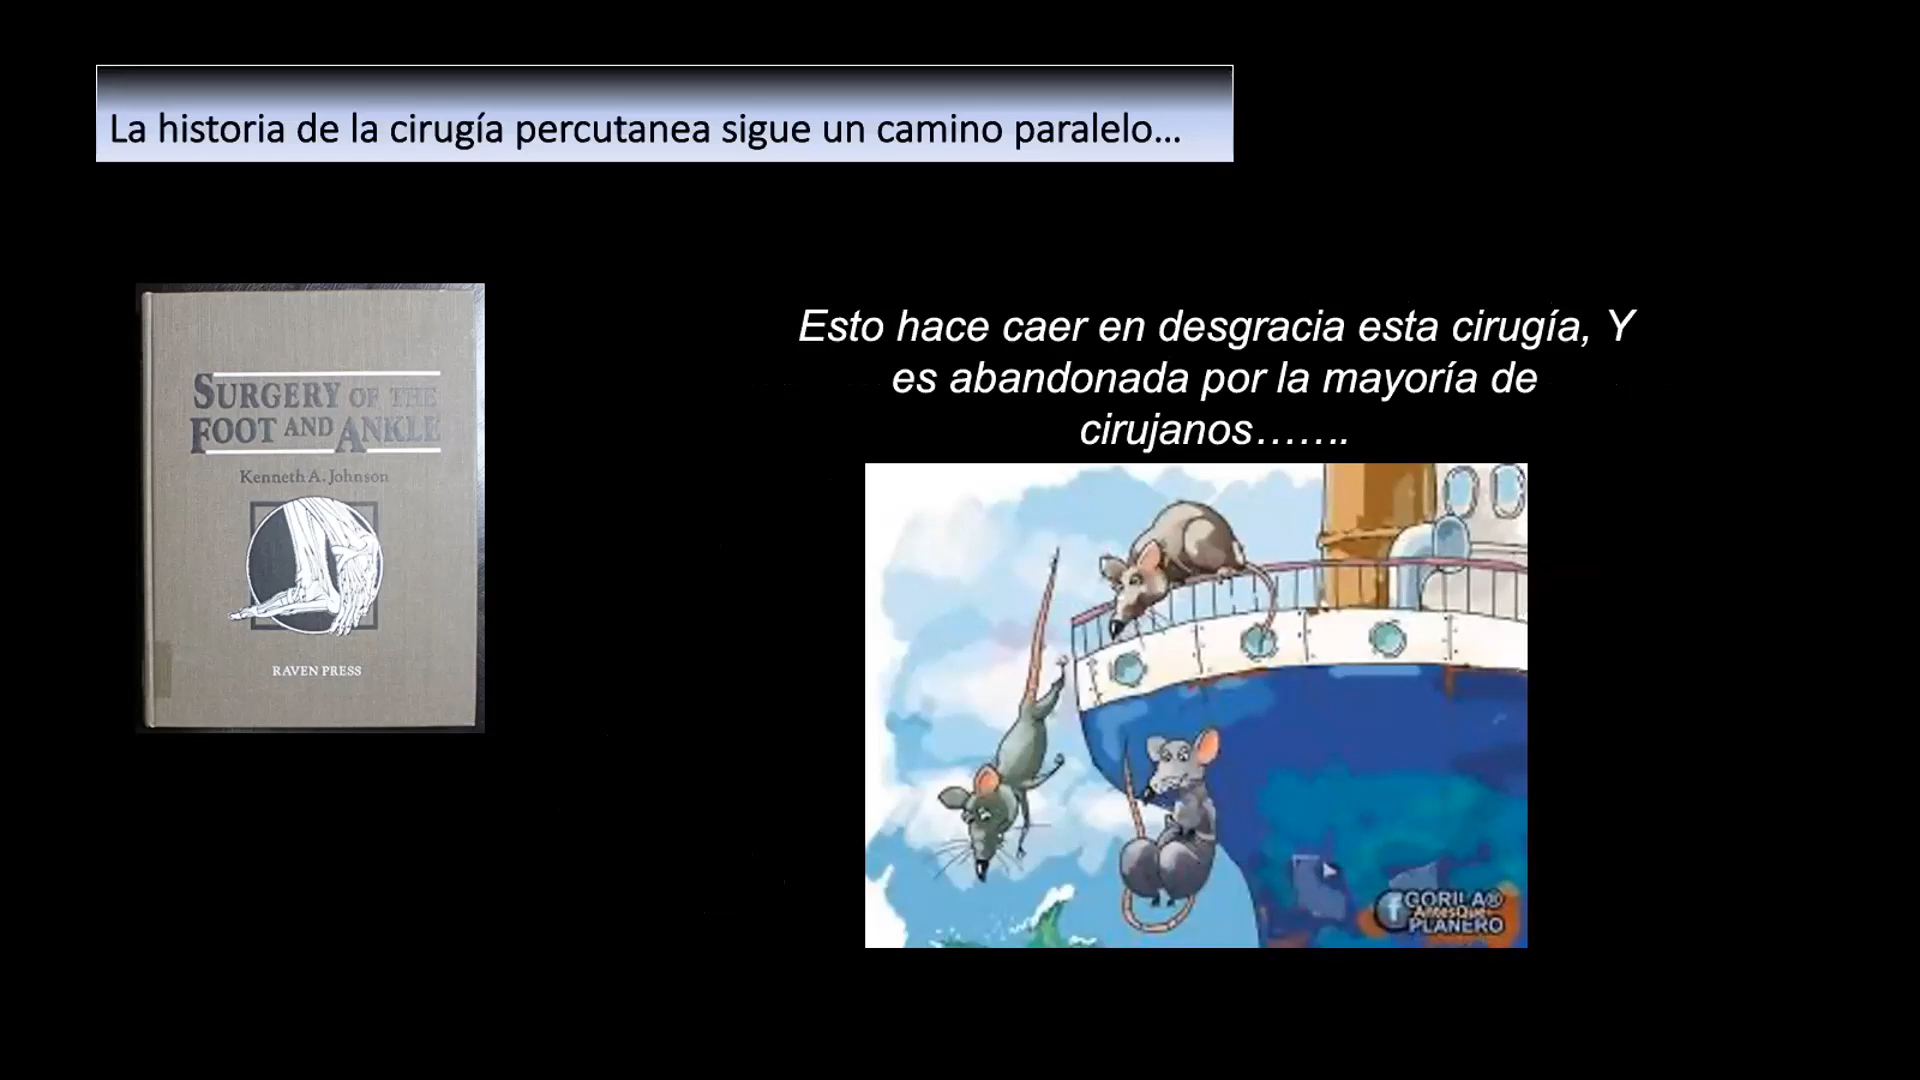 La historia de la cirugía percutanea sigue un camino paralelo...
SURGERY OF THE
FOOT AND ANKLE
Kenneth A. Johnson
RAVEN PRESS
Esto hace caer en desgracia esta cirugía, Y
es abandonada por la mayoría de
cirujanos…….
f GORILA®
AntesQue
PLANERO